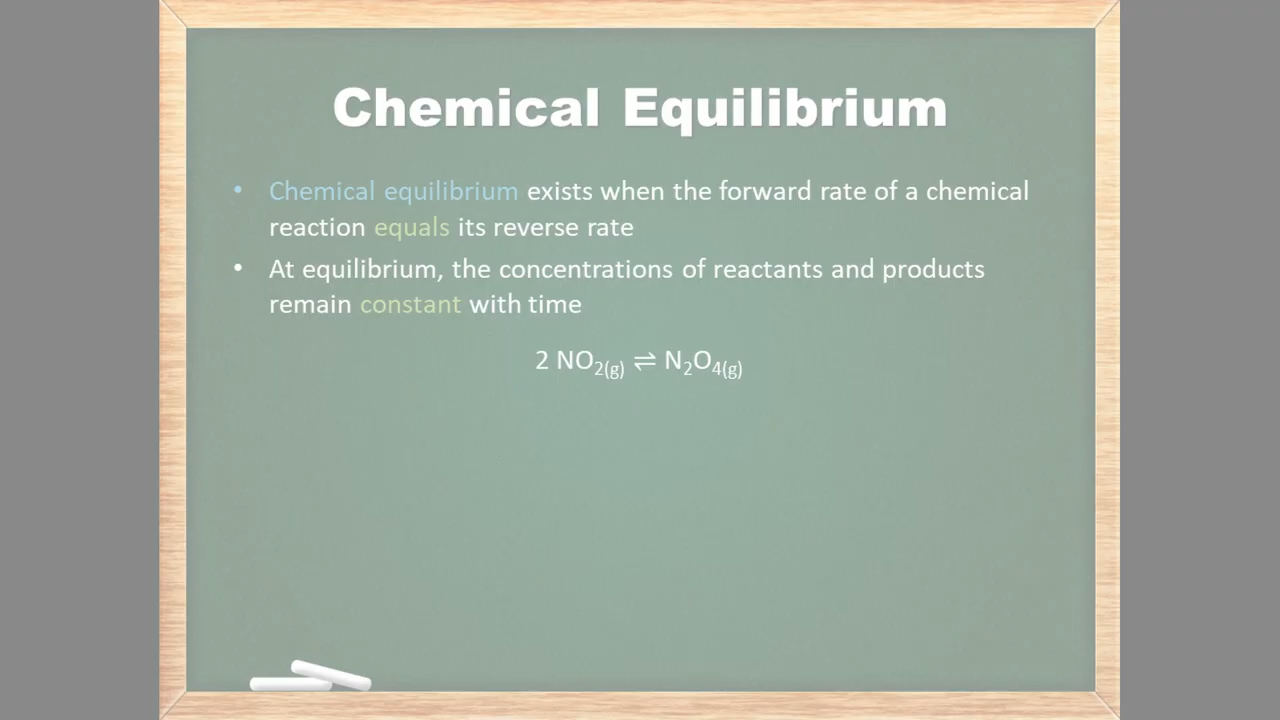 Chemical Equilibrium
• Chemical equilibrium exists when the forward rate of a chemical
reaction equals its reverse rate
• At equilibrium, the concentrations of reactants and products
remain constant with time
2 NO₂(g) ⇌ N₂O₄(g)